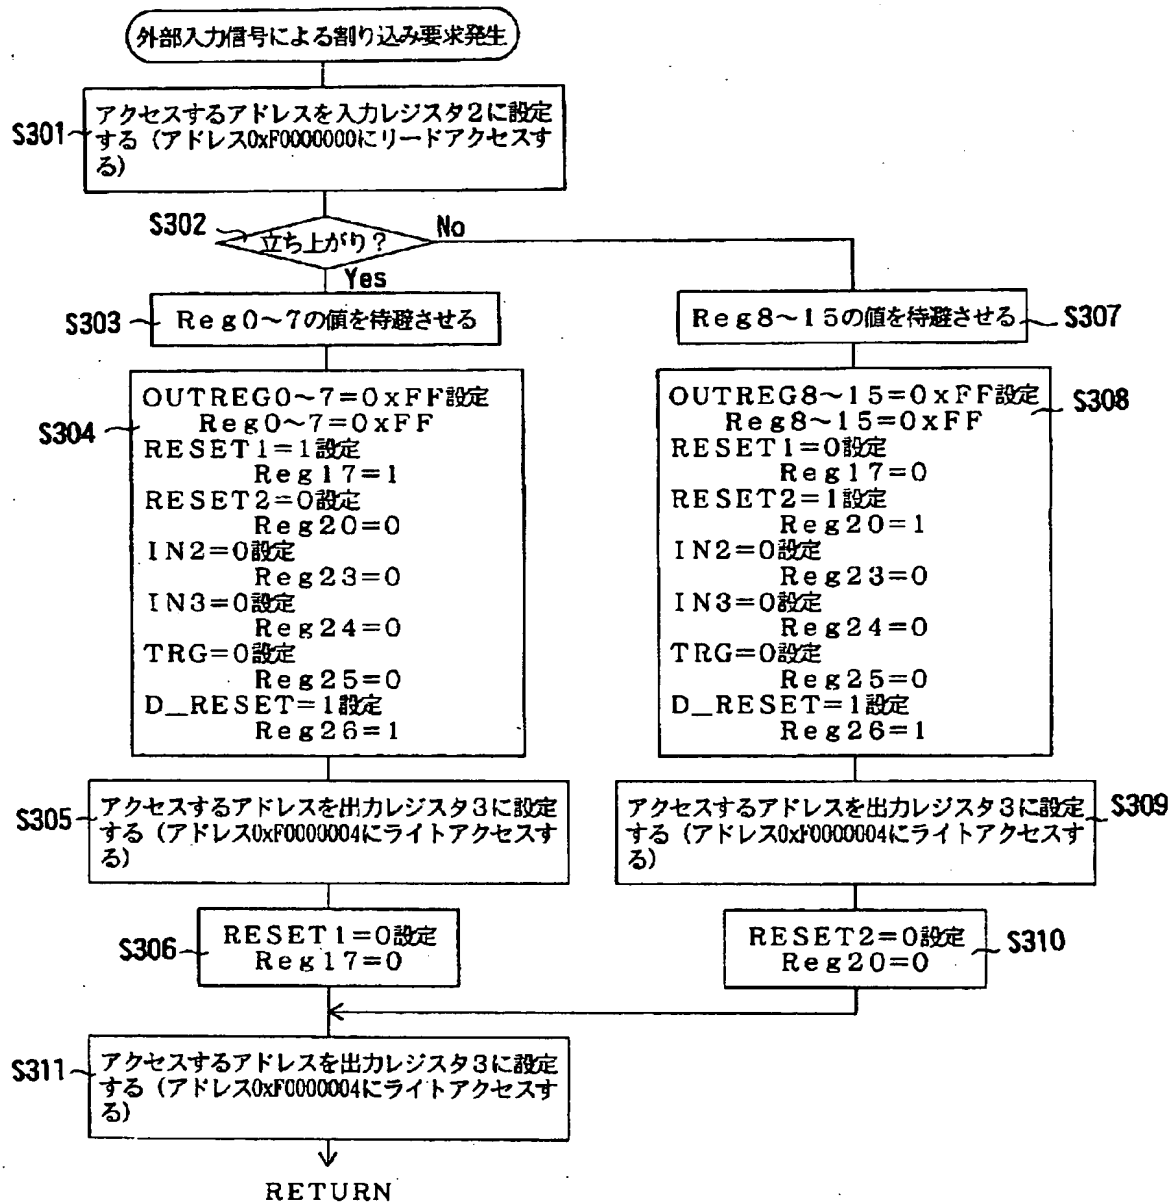 外部入力信号による割り込み要求発生
S301
アクセスするアドレスを入力レジスタ2に設定
する（アドレス0xF0000000にリードアクセスす
る）
S302
立ち上がり？
No
Yes
S303
Reg0～7の値を待避させる
S304
OUTREG0～7=0xFF設定
Reg0～7=0xFF
RESET1=1設定
Reg17=1
RESET2=0設定
Reg20=0
IN2=0設定
Reg23=0
IN3=0設定
Reg24=0
TRG=0設定
Reg25=0
D_RESET=1設定
Reg26=1
S305
アクセスするアドレスを出力レジスタ3に設定
する（アドレス0xF0000004にライトアクセスす
る）
S306
RESET1=0設定
Reg17=0
Reg8～15の値を待避させる
S307
OUTREG8～15=0xFF設定
Reg8～15=0xFF
S308
RESET1=0設定
Reg17=0
RESET2=1設定
Reg20=1
IN2=0設定
Reg23=0
IN3=0設定
Reg24=0
TRG=0設定
Reg25=0
D_RESET=1設定
Reg26=1
アクセスするアドレスを出力レジスタ3に設定
する（アドレス0xF0000004にライトアクセスす
る）
S309
RESET2=0設定
Reg20=0
S310
S311
アクセスするアドレスを出力レジスタ3に設定
する（アドレス0xF0000004にライトアクセスす
る）
RETURN